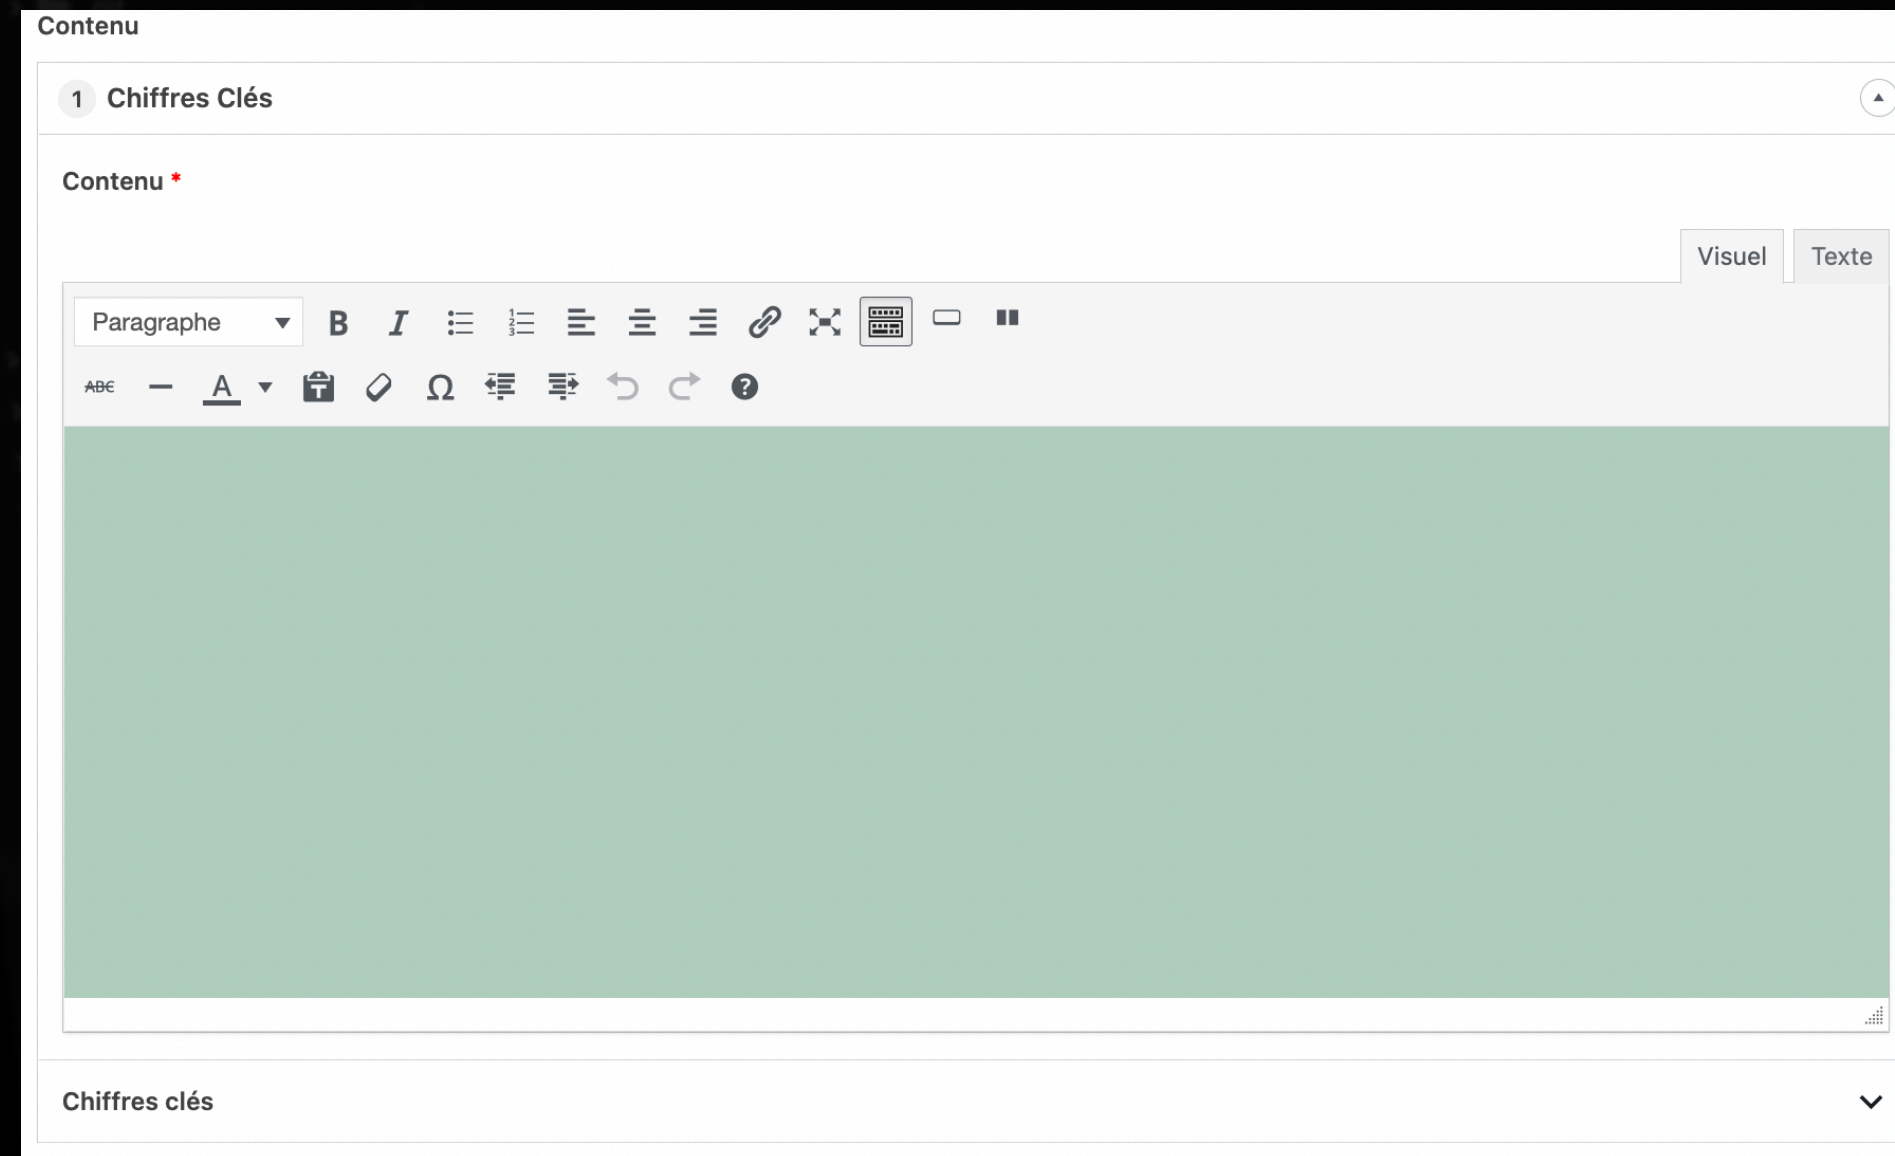 Contenu
1 Chiffres Clés
Contenu *
Visuel Texte
Paragraphe B I
ABC A Ω ?
Chiffres clés